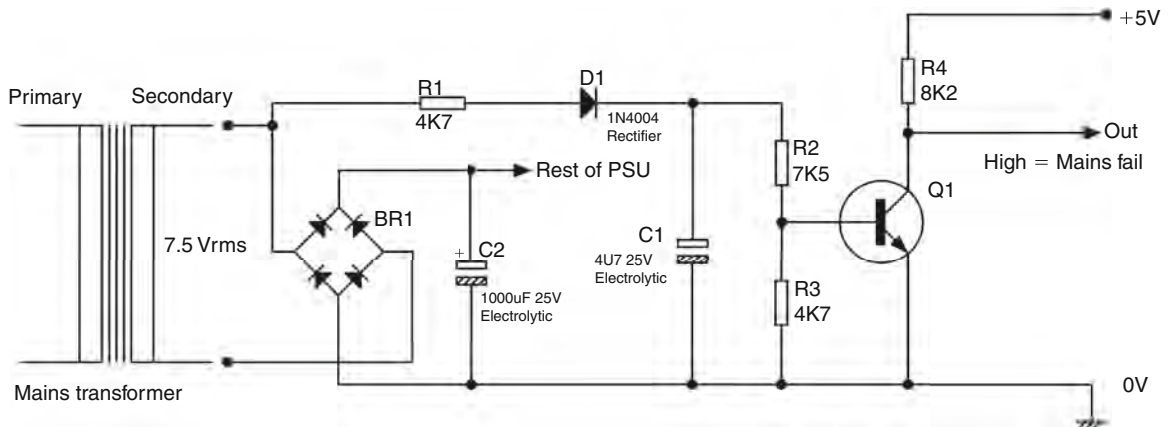 +5V
R4
8K2
Primary
Secondary
R1
4K7
D1
1N4004
Rectifier
Out
High = Mains fail
R2
7K5
Q1
Rest of PSU
BR1
7.5 Vrms
+
C2
1000uF 25V
Electrolytic
C1
4U7 25V
Electrolytic
R3
4K7
Mains transformer
0V